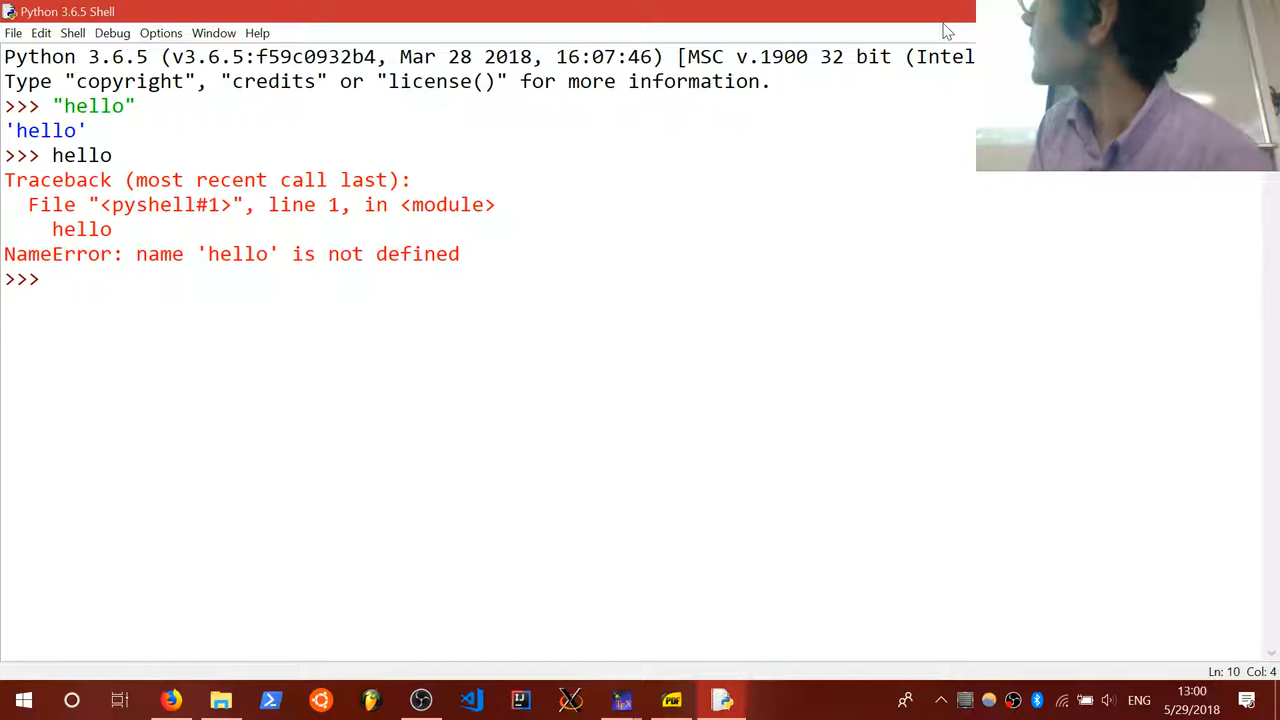 Python 3.6.5 Shell
File Edit Shell Debug Options Window Help
Python 3.6.5 (v3.6.5:f59c0932b4, Mar 28 2018, 16:07:46) [MSC v.1900 32 bit (Intel
Type "copyright", "credits" or "license()" for more information.
>>> "hello"
'hello'
>>> hello
Traceback (most recent call last):
  File "<pyshell#1>", line 1, in <module>
    hello
NameError: name 'hello' is not defined
>>>
Ln: 10 Col: 4
PDF
ENG
13:00
5/29/2018